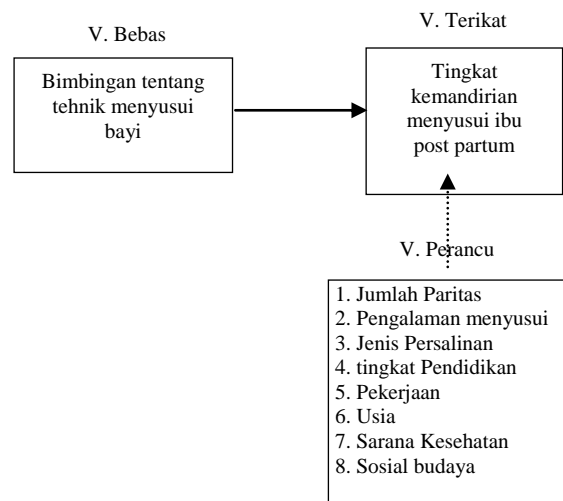 V. Bebas
Bimbingan tentang
tehnik menyusui
bayi
V. Terikat
Tingkat
kemandirian
menyusui ibu
post partum
V. Perancu
1. Jumlah Paritas
2. Pengalaman menyusui
3. Jenis Persalinan
4. tingkat Pendidikan
5. Pekerjaan
6. Usia
7. Sarana Kesehatan
8. Sosial budaya